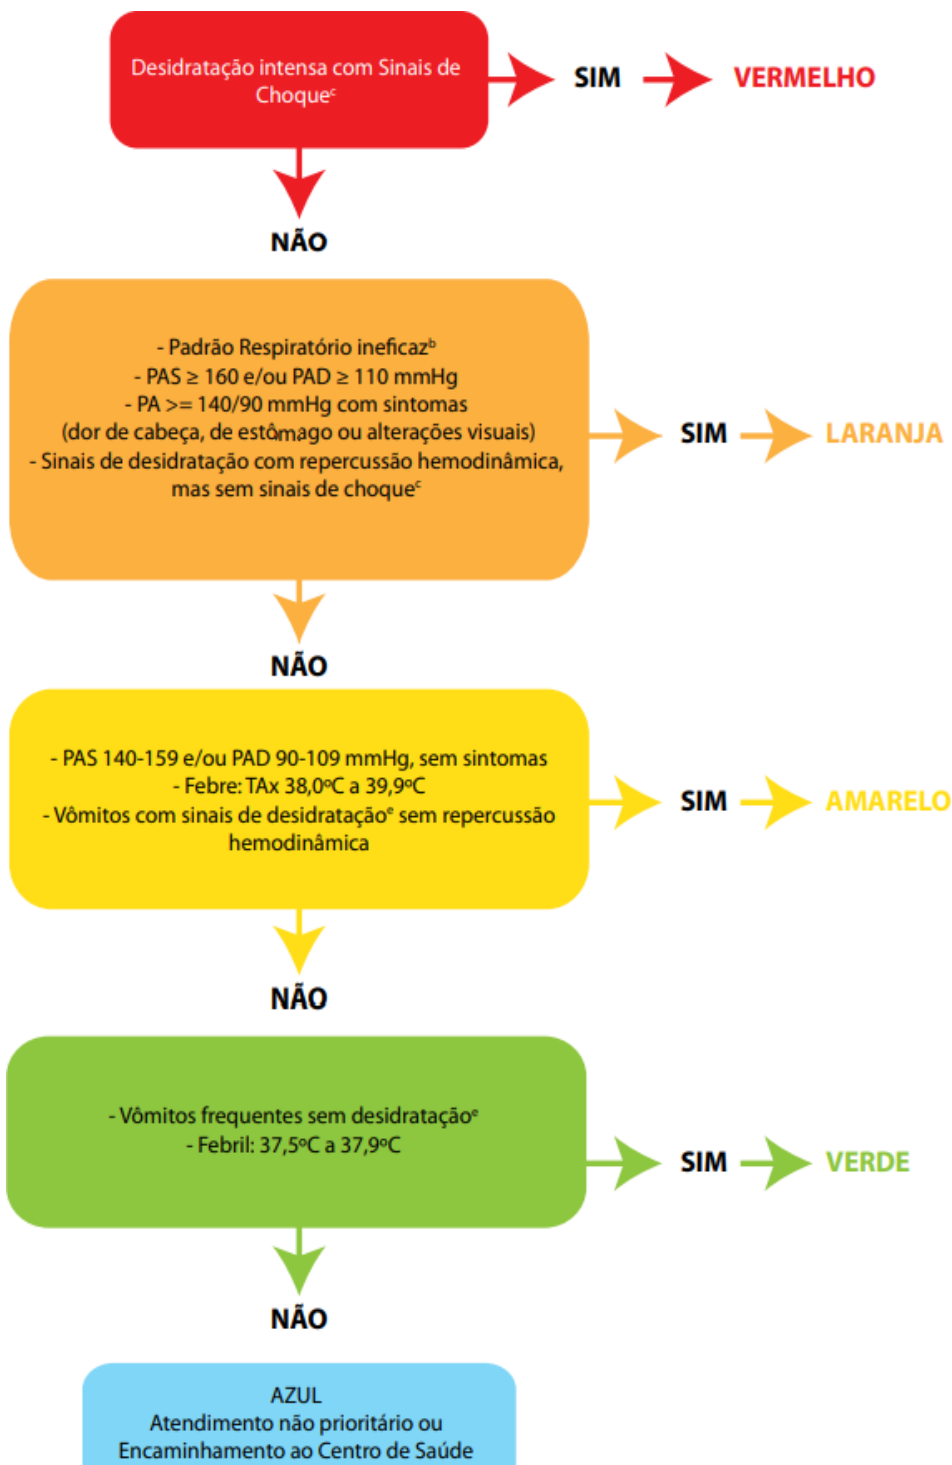 Desidratação intensa com Sinais de
Choqueᶜ
SIM
VERMELHO
NÃO
- Padrão Respiratório ineficazᵇ
- PAS ≥ 160 e/ou PAD ≥ 110 mmHg
- PA >= 140/90 mmHg com sintomas
(dor de cabeça, de estômago ou alterações visuais)
- Sinais de desidratação com repercussão hemodinâmica,
mas sem sinais de choqueᶜ
SIM
LARANJA
NÃO
- PAS 140-159 e/ou PAD 90-109 mmHg, sem sintomas
- Febre: TAx 38,0ºC a 39,9ºC
- Vômitos com sinais de desidrataçãoᵉ sem repercussão
hemodinâmica
SIM
AMARELO
NÃO
- Vômitos frequentes sem desidrataçãoᵉ
- Febril: 37,5ºC a 37,9ºC
SIM
VERDE
NÃO
AZUL
Atendimento não prioritário ou
Encaminhamento ao Centro de Saúde